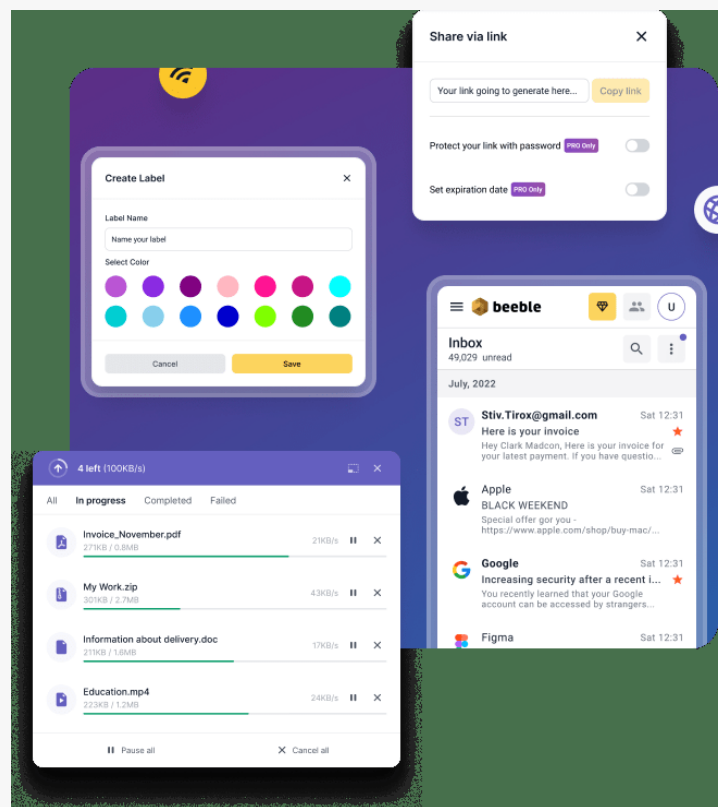 Share via link
Your link going to generate here...
Copy link
Protect your link with password PRO Only
Set expiration date PRO Only
Create Label
Label Name
Name your label
Select Color
Cancel
Save
beeble
U
Inbox
49,029 unread
July, 2022
ST
Stiv.Tirox@gmail.com Sat 12:31
Here is your invoice
Hey Clark Madcon, Here is your invoice for
your latest payment. If you have questio...
Apple Sat 12:31
BLACK WEEKEND
Special offer gor you -
https://www.apple.com/shop/buy-mac/...
Google Sat 12:31
Increasing security after a recent i...
You recently learned that your Google
account can be accessed by strangers...
Figma Sat 12:31
4 left (100KB/s)
All In progress Completed Failed
Invoice_November.pdf
271KB / 0.8MB
21KB/s
My Work.zip
301KB / 2.7MB
43KB/s
Information about delivery.doc
211KB / 1.6MB
17KB/s
Education.mp4
223KB / 1.2MB
24KB/s
Pause all
Cancel all